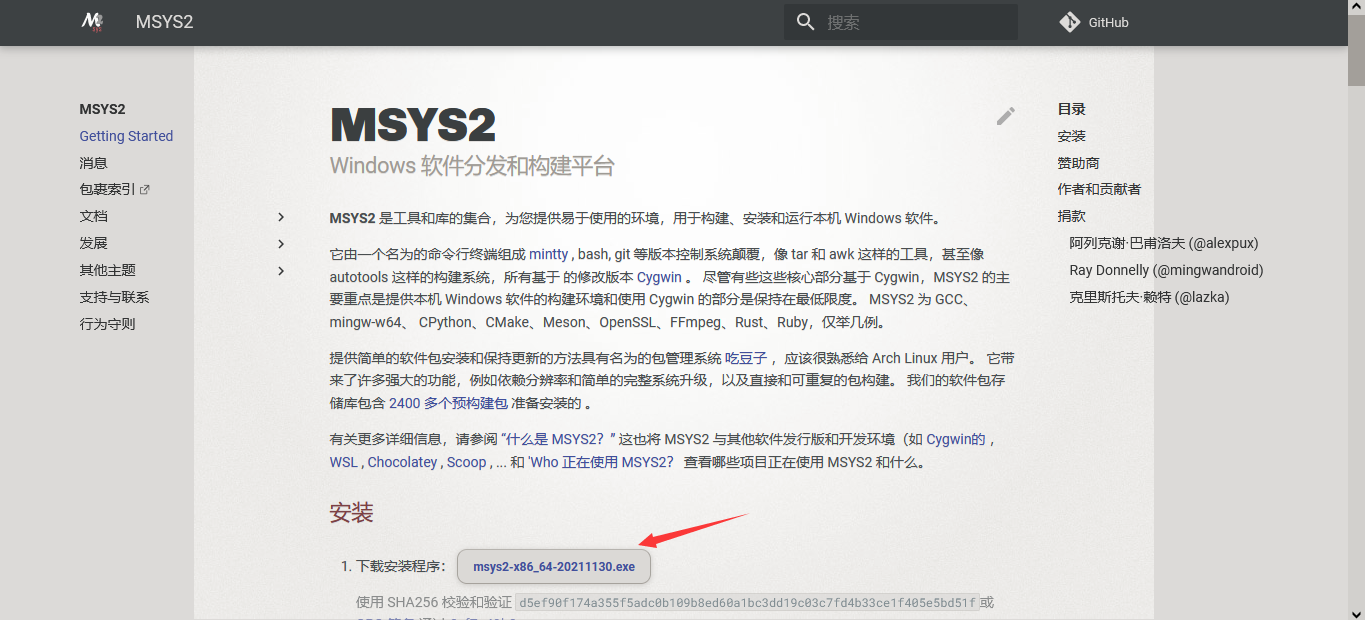 MSYS2
搜索
GitHub
MSYS2
Getting Started
消息
包裹索引
文档
发展
其他主题
支持与联系
行为守则
MSYS2
Windows 软件分发和构建平台
MSYS2 是工具和库的集合，为您提供易于使用的环境，用于构建、安装和运行本机 Windows 软件。
它由一个名为的命令行终端组成 mintty , bash, git 等版本控制系统颠覆，像 tar 和 awk 这样的工具，甚至像
autotools 这样的构建系统，所有基于 的修改版本 Cygwin 。 尽管有些这些核心部分基于 Cygwin，MSYS2 的主
要重点是提供本机 Windows 软件的构建环境和使用 Cygwin 的部分是保持在最低限度。 MSYS2 为 GCC、
mingw-w64、 CPython、CMake、Meson、OpenSSL、FFmpeg、Rust、Ruby，仅举几例。
提供简单的软件包安装和保持更新的方法具有名为的包管理系统 吃豆子 ，应该很熟悉给 Arch Linux 用户。 它带
来了许多强大的功能，例如依赖分辨率和简单的完整系统升级，以及直接和可重复的包构建。 我们的软件包存
储库包含 2400 多个预构建包 准备安装的 。
有关更多详细信息，请参阅 “什么是 MSYS2？ ” 这也将 MSYS2 与其他软件发行版和开发环境（如 Cygwin的 ，
WSL , Chocolatey , Scoop , ... 和 'Who 正在使用 MSYS2？ 查看哪些项目正在使用 MSYS2 和什么。
安装
1. 下载安装程序： msys2-x86_64-20211130.exe
使用 SHA256 校验和验证 d5ef90f174a355f5adc0b109b8ed60a1bc3dd19c03c7fd4b33ce1f405e5bd51f 或
目录
安装
赞助商
作者和贡献者
捐款
阿列克谢·巴甫洛夫 (@alexpux)
Ray Donnelly (@mingwandroid)
克里斯托夫·赖特 (@lazka)